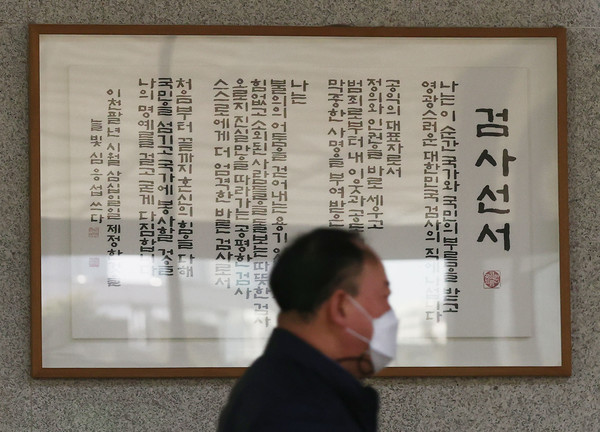 검사선서
나는 이 순간 국가와 국민의 부름을 받고
영광스러운 대한민국 검사의 직에 나섭니다
공익의 대표자로서
정의와 인권을 바로 세우고
범죄로부터 내 이웃과
막중한 사명을 부여받은
나는
불의의 어둠을 걷어내는 용기
힘없고 소외된 사람들을 돌보는 따뜻한 검사
오로지 진실만을 따라가는 공평한 검사
스스로에게 더 엄격한 바른 검사로서
처음부터 끝까지 혼신의 힘을 다해
국민을 섬기고 국가에 봉사할 것을
나의 명예를 걸고 굳게 다짐합니다
이천팔년 시월 삼십일일
늘빛 심응섭 쓰다